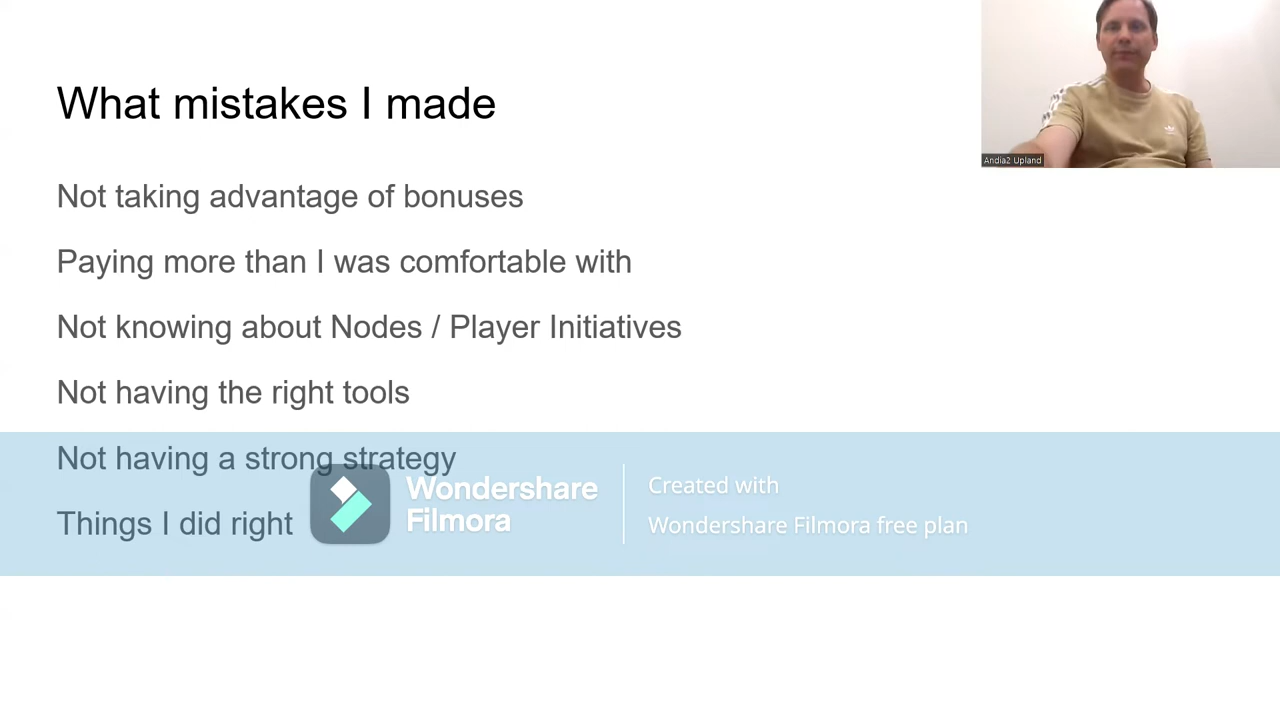 What mistakes I made
Andia2 Upland
Not taking advantage of bonuses
Paying more than I was comfortable with
Not knowing about Nodes / Player Initiatives
Not having the right tools
Not having a strong strategy
Things I did right
Wondershare
Filmora
Created with
Wondershare Filmora free plan